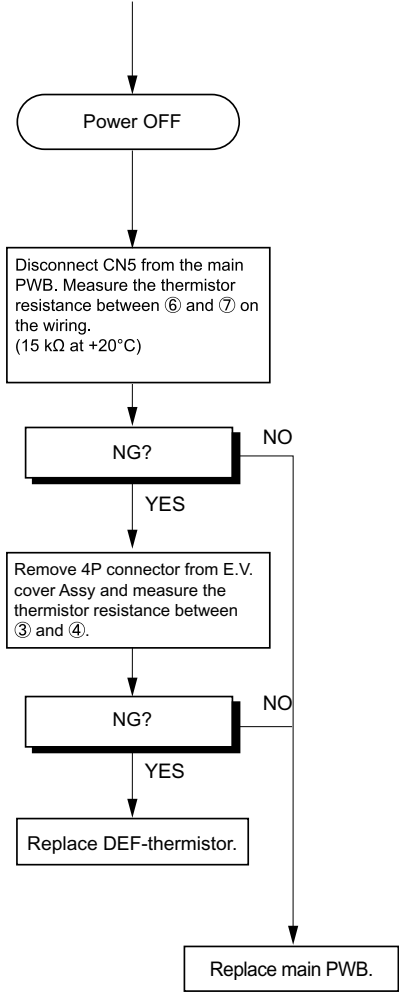 Power OFF
Disconnect CN5 from the main
PWB. Measure the thermistor
resistance between ⑥ and ⑦ on
the wiring.
(15 kΩ at +20°C)
NG?
NO
YES
Remove 4P connector from E.V.
cover Assy and measure the
thermistor resistance between
③ and ④.
NG?
NO
YES
Replace DEF-thermistor.
Replace main PWB.